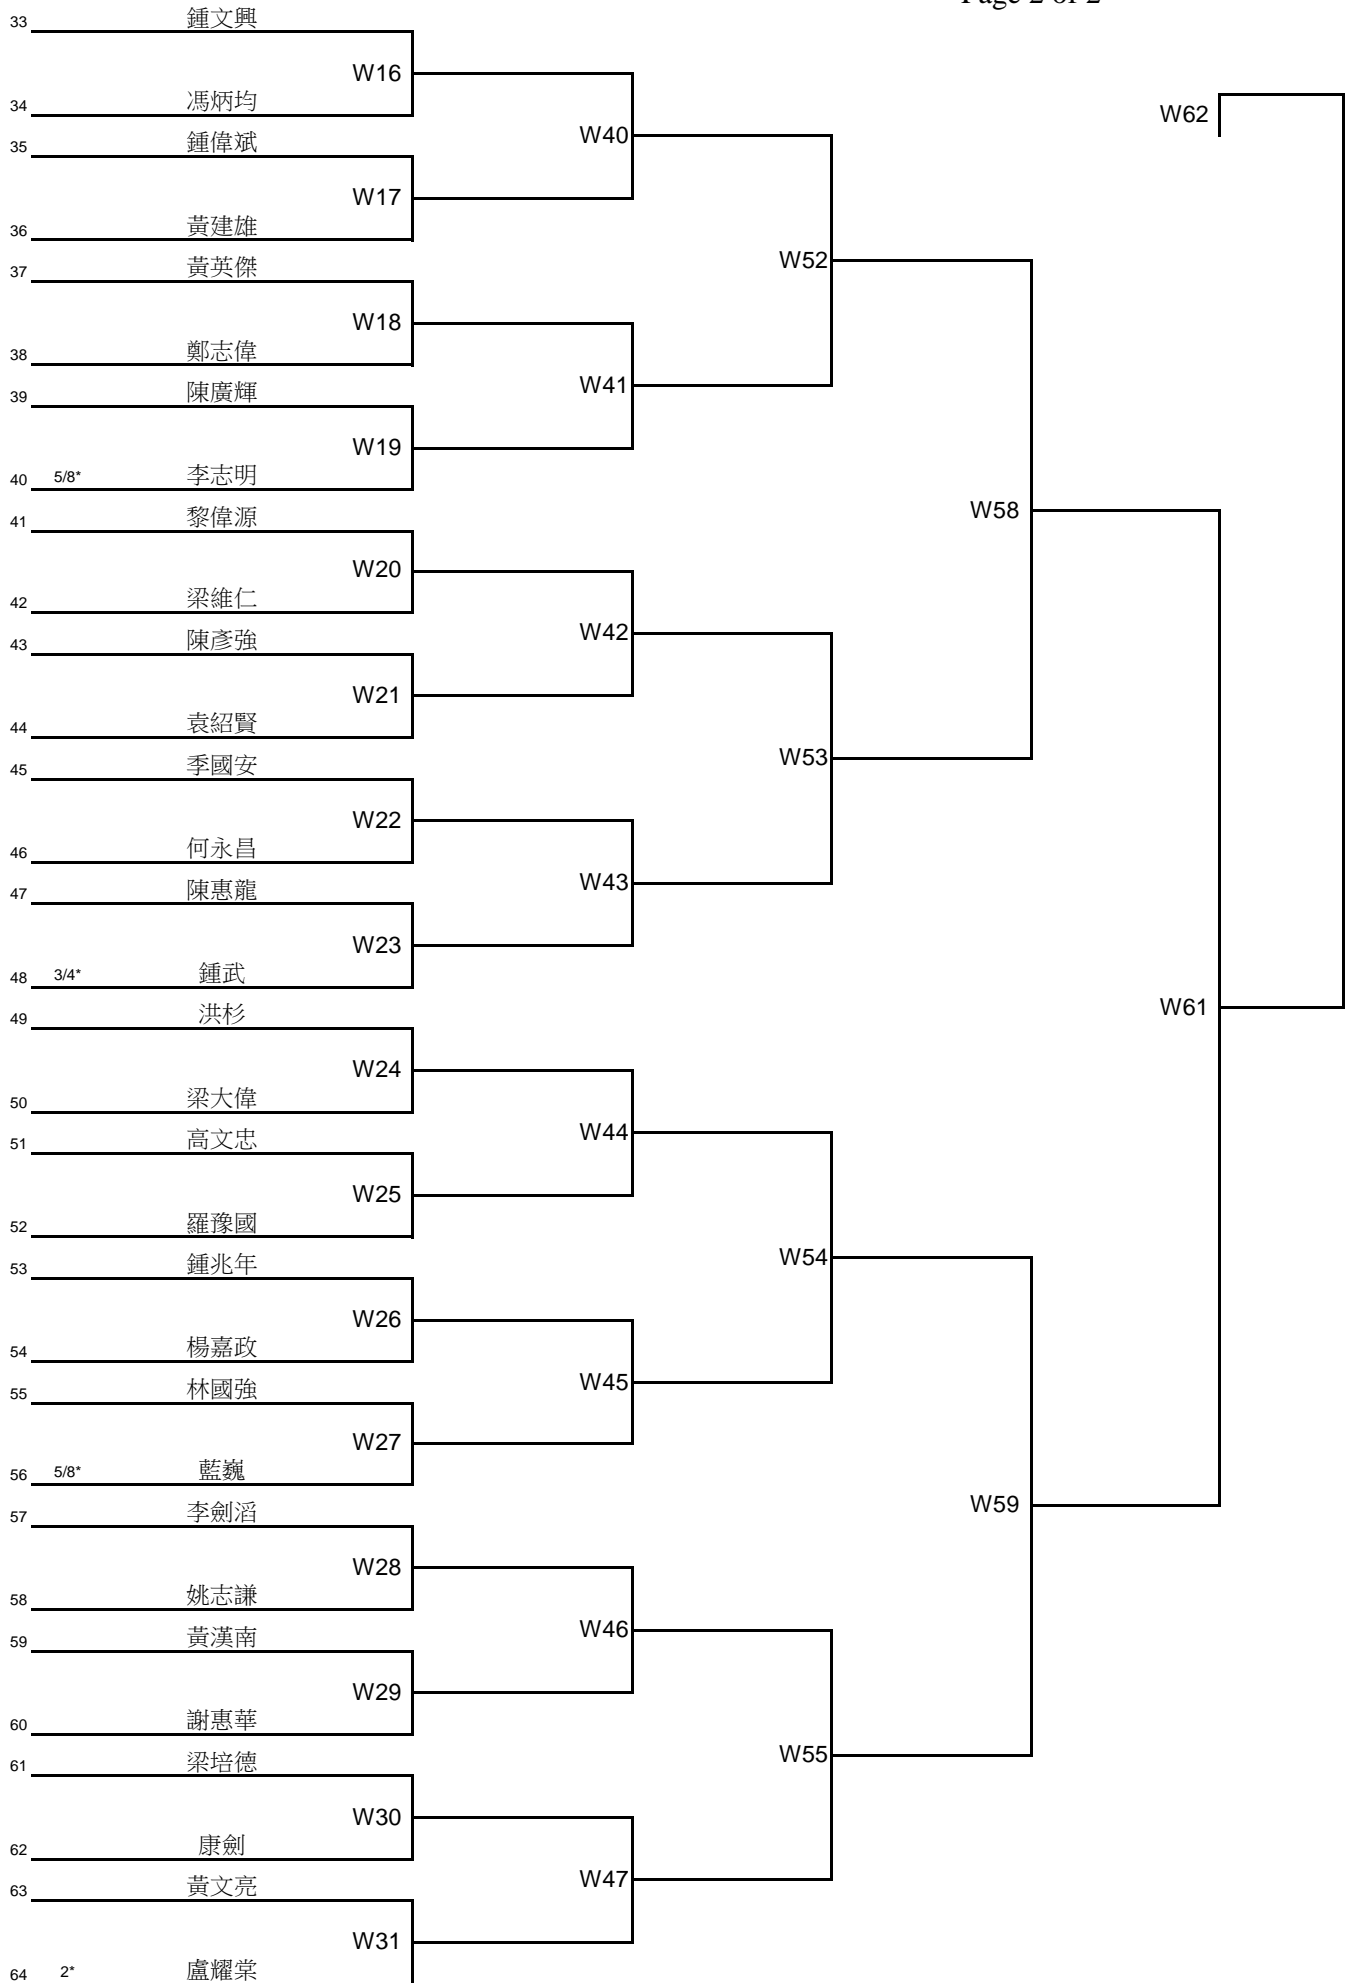 Page 2 of 2
33 鍾文興
W16
34 馮炳均
W62
W40
35 鍾偉斌
W17
36 黃建雄
W52
37 黃英傑
W18
38 鄭志偉
W41
39 陳廣輝
W19
40 5/8* 李志明
W58
41 黎偉源
W20
42 梁維仁
W42
43 陳彥強
W21
44 袁紹賢
W53
45 季國安
W22
46 何永昌
W43
47 陳惠龍
W23
48 3/4* 鍾武
W61
49 洪杉
W24
50 梁大偉
W44
51 高文忠
W25
52 羅豫國
W54
53 鍾兆年
W26
54 楊嘉政
W45
55 林國強
W27
56 5/8* 藍巍
W59
57 李劍滔
W28
58 姚志謙
W46
59 黃漢南
W29
60 謝惠華
W55
61 梁培德
W30
62 康劍
W47
63 黃文亮
W31
64 2* 盧耀棠